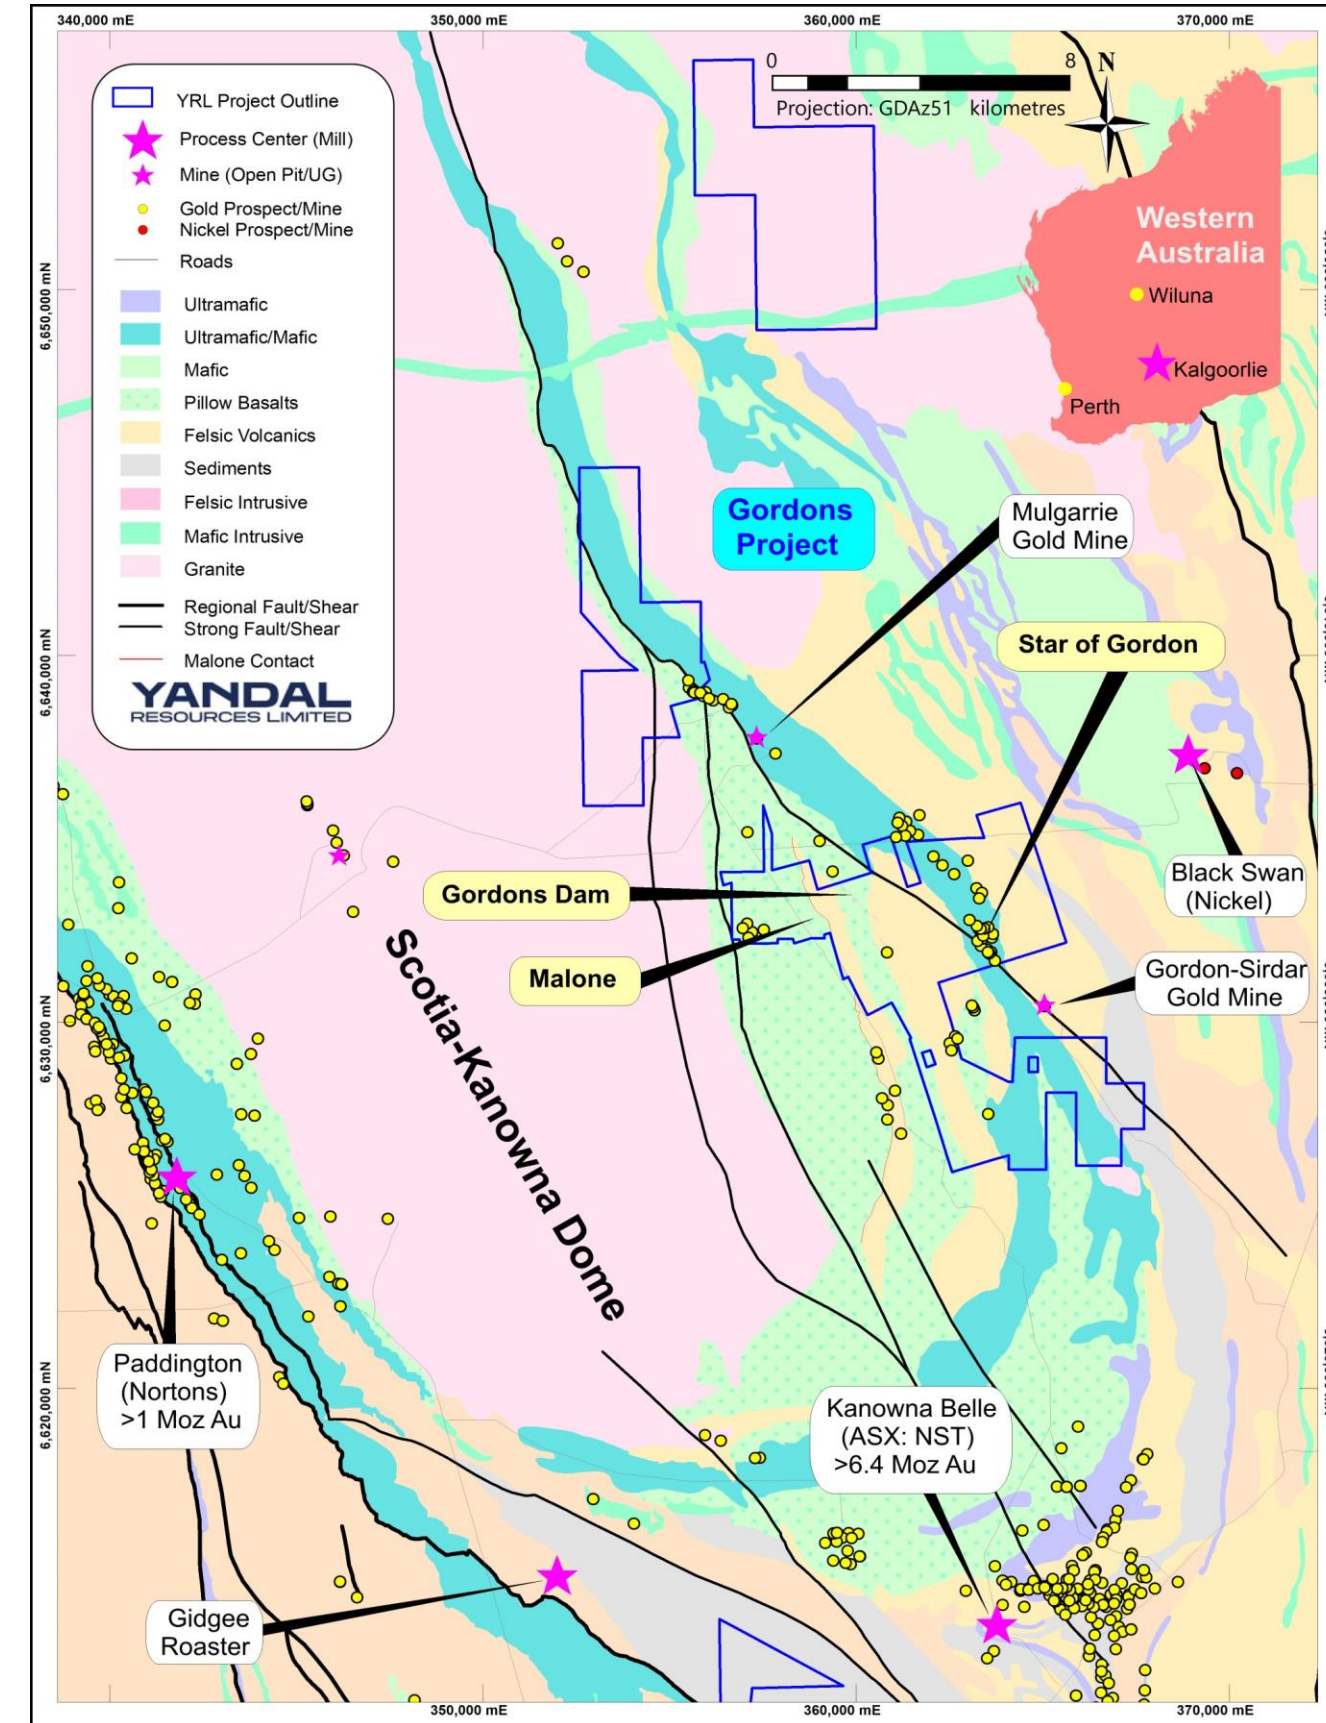 340,000 mE
350,000 mE
360,000 mE
370,000 mE
0
8
N
Projection: GDAz51 kilometres
YRL Project Outline
Process Center (Mill)
Mine (Open Pit/UG)
Gold Prospect/Mine
Nickel Prospect/Mine
Roads
Ultramafic
Ultramafic/Mafic
Mafic
Pillow Basalts
Felsic Volcanics
Sediments
Felsic Intrusive
Mafic Intrusive
Granite
Regional Fault/Shear
Strong Fault/Shear
Malone Contact
YANDAL
RESOURCES LIMITED
Western
Australia
Wiluna
Kalgoorlie
Perth
6,650,000 mN
6,640,000 mN
6,630,000 mN
6,620,000 mN
Gordons
Project
Mulgarrie
Gold Mine
Star of Gordon
Black Swan
(Nickel)
Gordons Dam
Malone
Gordon-Sirdar
Gold Mine
Scotia-Kanowna Dome
Paddington
(Nortons)
>1 Moz Au
Kanowna Belle
(ASX: NST)
>6.4 Moz Au
Gidgee
Roaster
350,000 mE
360,000 mE
370,000 mE